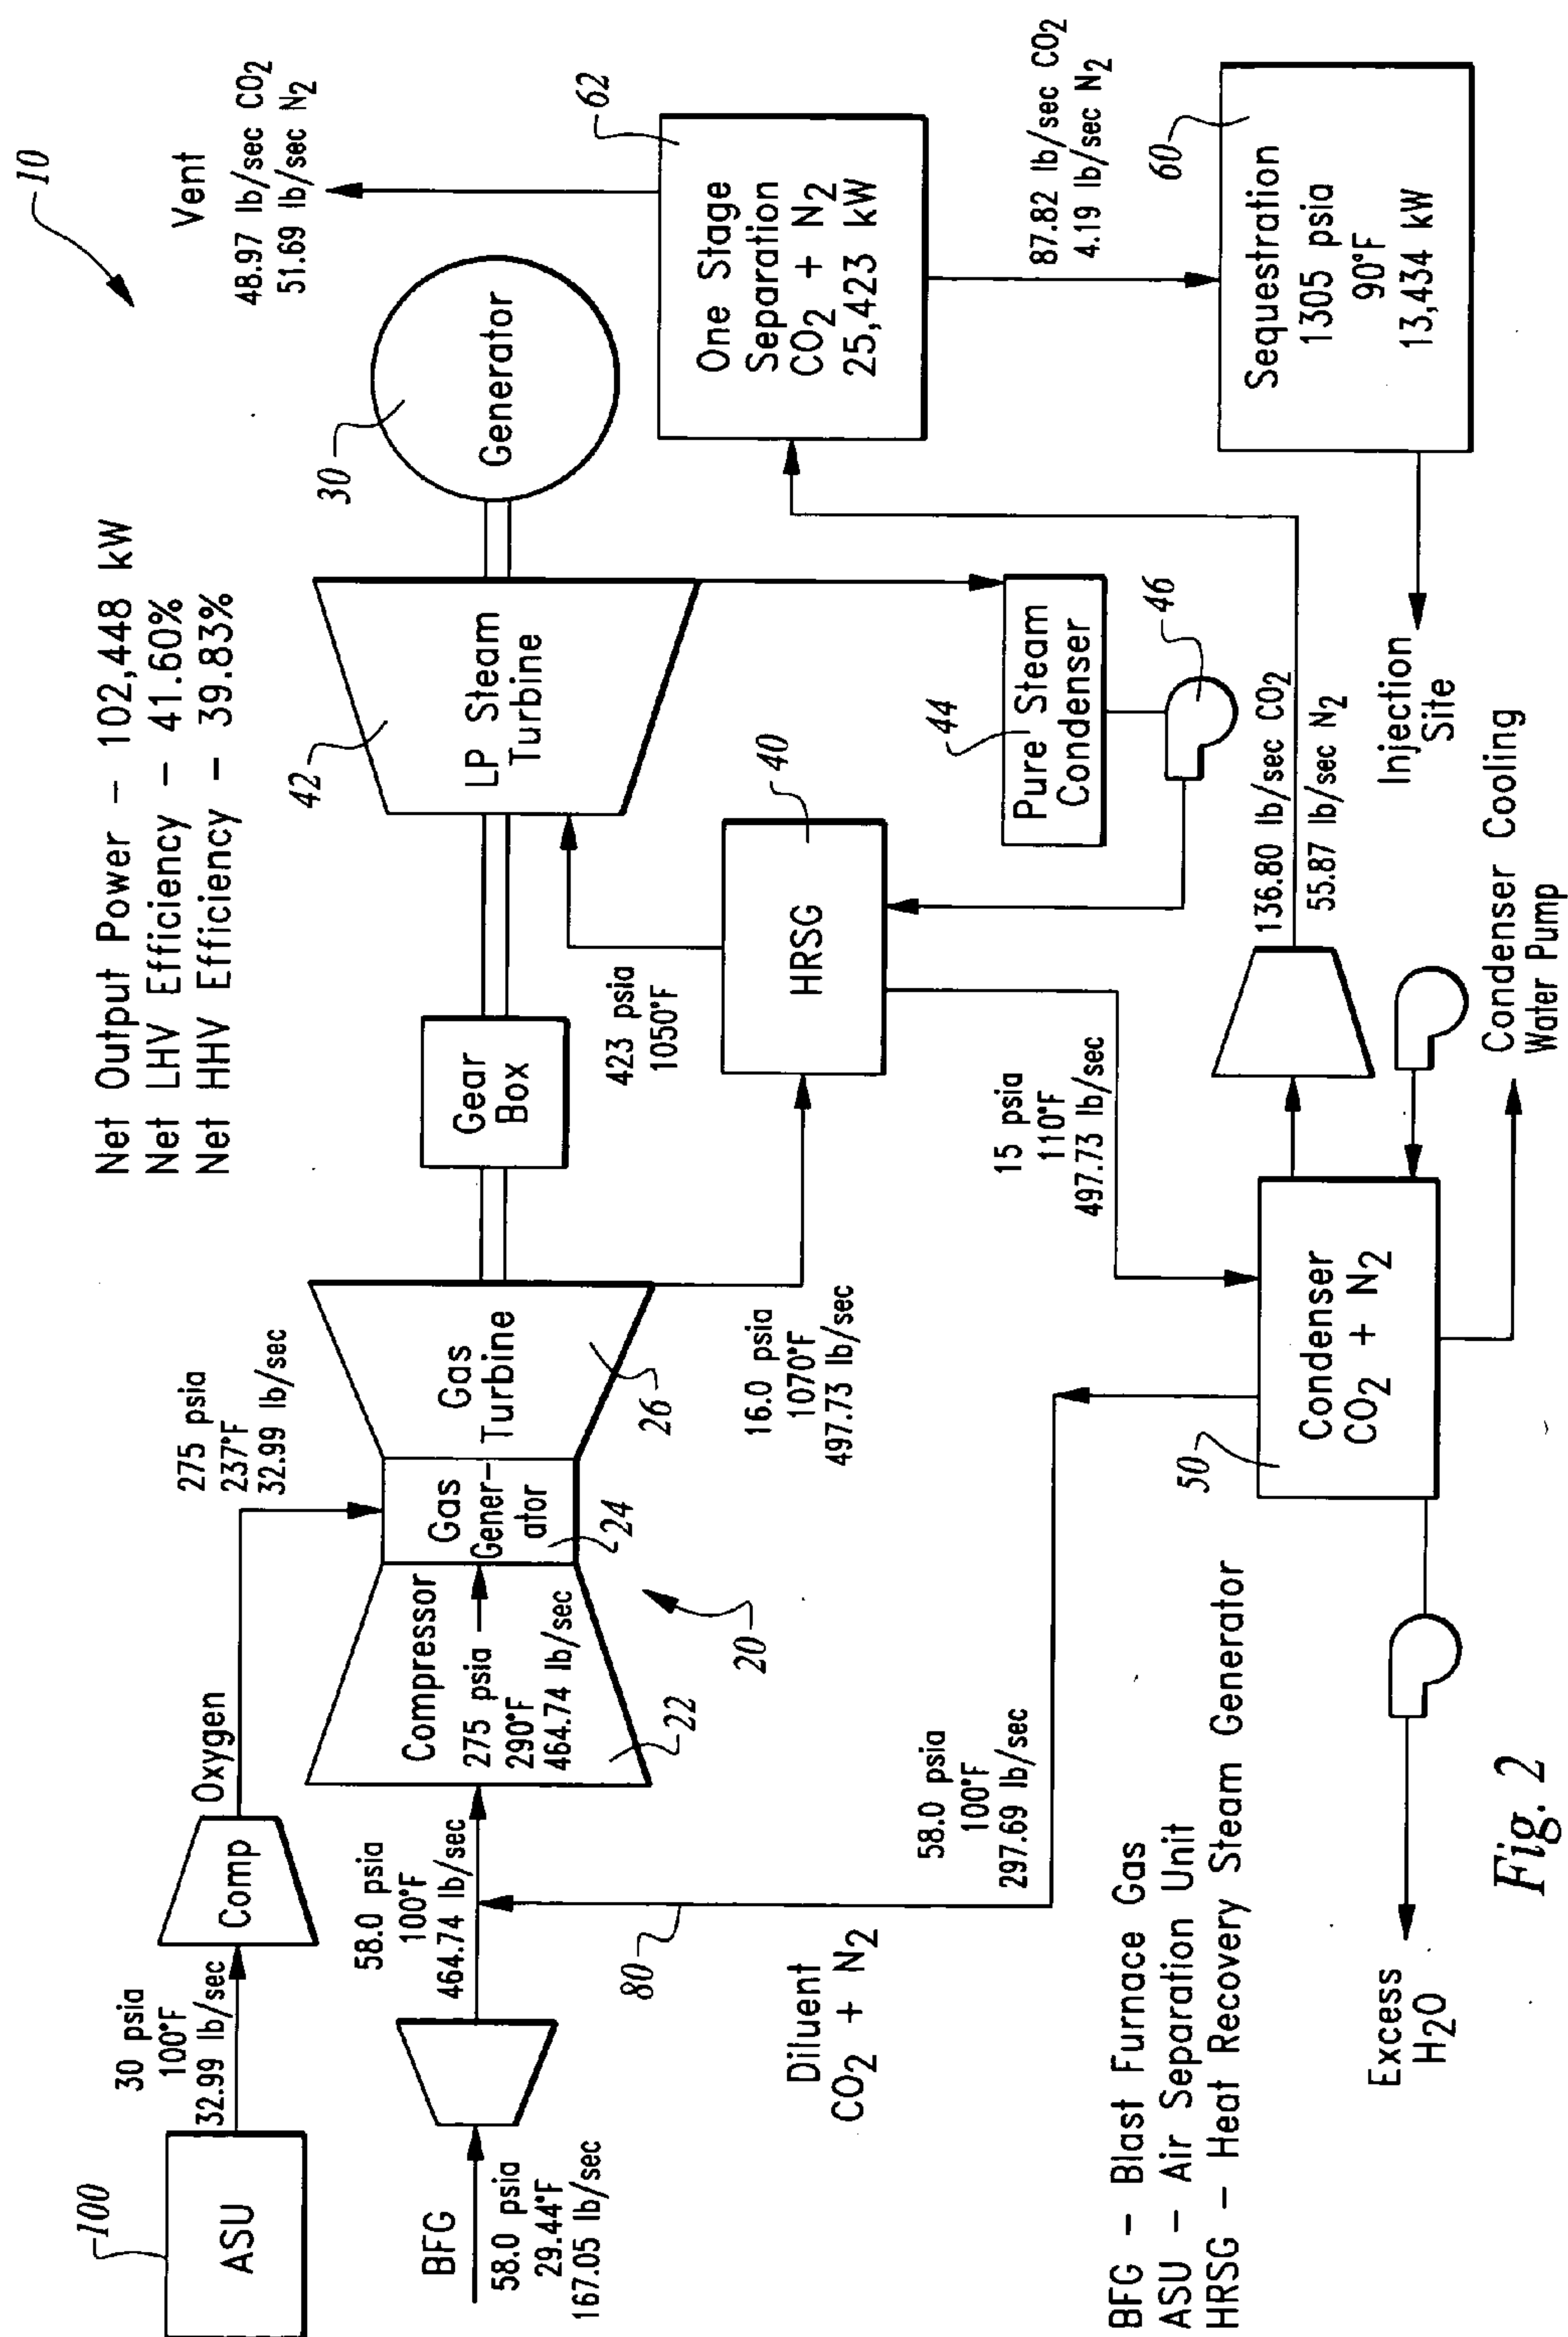 10
Net Output Power – 102,448 kW
Net LHV Efficiency – 41.60%
Net HHV Efficiency – 39.83%
Vent
48.97 lb/sec CO2
51.69 lb/sec N2
100
ASU
30 psia
100°F
32.99 lb/sec
Comp
Oxygen
275 psia
237°F
32.99 lb/sec
BFG
58.0 psia
29.44°F
167.05 lb/sec
58.0 psia
100°F
464.74 lb/sec
Compressor
275 psia
290°F
464.74 lb/sec
22
20
Gas
Gener–
ator
24
Gas
Turbine
26
Gear
Box
42
LP Steam
Turbine
30
Generator
62
One Stage
Separation
CO2 + N2
25,423 kW
16.0 psia
1070°F
497.73 lb/sec
423 psia
1050°F
HRSG
40
44
Pure Steam
Condenser
46
87.82 lb/sec CO2
4.19 lb/sec N2
60
Sequestration
1305 psia
90°F
13,434 kW
Diluent
CO2 + N2
80
58.0 psia
100°F
297.69 lb/sec
15 psia
110°F
497.73 lb/sec
136.80 lb/sec CO2
55.87 lb/sec N2
50
Condenser
CO2 + N2
Injection
Site
Condenser Cooling
Water Pump
Excess
H2O
BFG – Blast Furnace Gas
ASU – Air Separation Unit
HRSG – Heat Recovery Steam Generator
Fig. 2